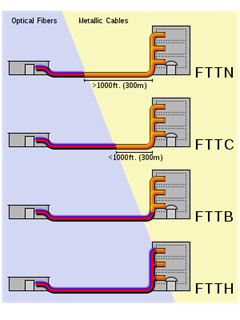 Optical Fibers Metallic Cables
>1000ft. (300m)
FTTN
<1000ft. (300m)
FTTC
FTTB
FTTH